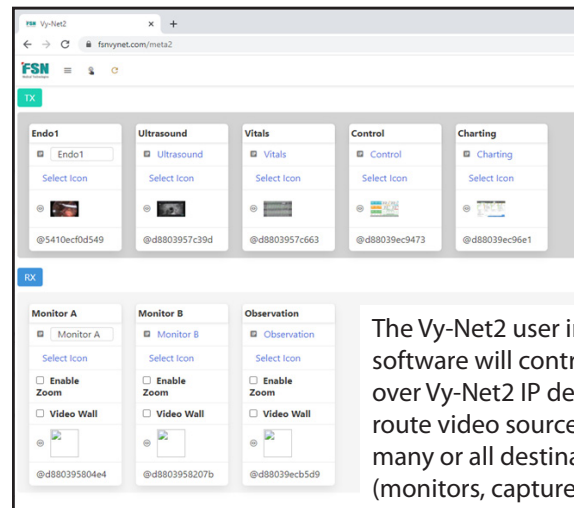 FSN Vy-Net2
fsnvynet.com/meta2
FSN
TX
Endo1 Ultrasound Vitals Control Charting
Endo1 Ultrasound Vitals Control Charting
Select Icon Select Icon Select Icon Select Icon Select Icon
@5410ecf0d549 @d8803957c39d @d8803957c663 @d88039ec9473 @d88039ec96e1
RX
Monitor A Monitor B Observation
Monitor A Monitor B Observation
Select Icon Select Icon Select Icon
Enable Zoom Enable Zoom Enable Zoom
Video Wall Video Wall Video Wall
@d880395804e4 @d8803958207b @d88039ecb5d9
The Vy-Net2 user i
software will contr
over Vy-Net2 IP de
route video source
many or all destina
(monitors, capture